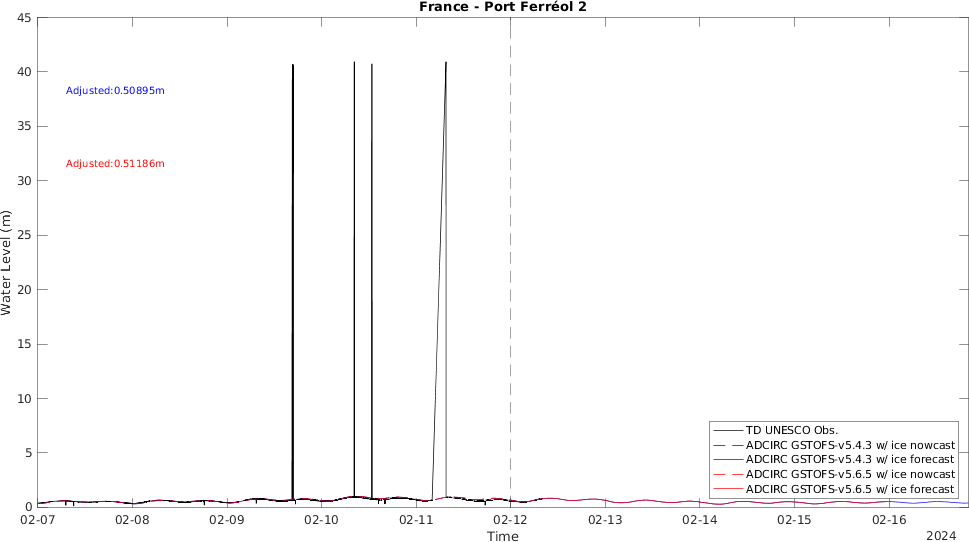 France - Port Ferréol 2
45
40
35
30
25
20
15
10
5
0
Water Level (m)
Adjusted:0.50895m
Adjusted:0.51186m
TD UNESCO Obs.
ADCIRC GSTOFS-v5.4.3 w/ ice nowcast
ADCIRC GSTOFS-v5.4.3 w/ ice forecast
ADCIRC GSTOFS-v5.6.5 w/ ice nowcast
ADCIRC GSTOFS-v5.6.5 w/ ice forecast
02-07 02-08 02-09 02-10 02-11 02-12 02-13 02-14 02-15 02-16
Time
2024